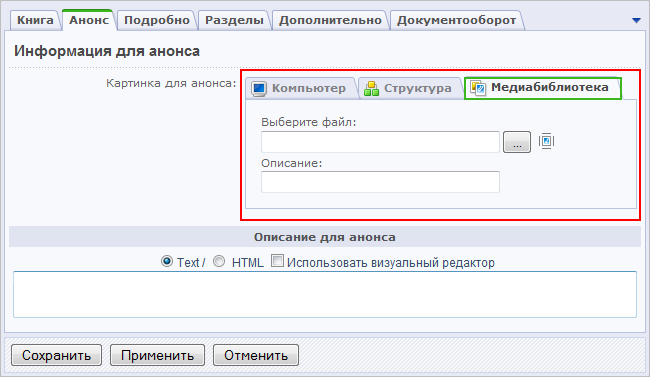 Книга Анонс Подробно Разделы Дополнительно Документооборот
Информация для анонса
Картинка для анонса: Компьютер Структура Медиабиблиотека
Выберите файл:
...
Описание:
Описание для анонса
Text / HTML Использовать визуальный редактор
Сохранить Применить Отменить